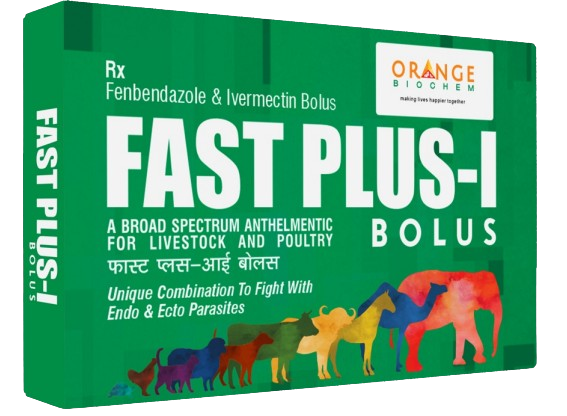 Rx
Fenbendazole & Ivermectin Bolus
ORANGE
BIOCHEM
making lives happier together
FAST PLUS-I
BOLUS
A BROAD SPECTRUM ANTHELMENTIC
FOR LIVESTOCK AND POULTRY
फास्ट प्लस-आई बोलस
Unique Combination To Fight With
Endo & Ecto Parasites
FAST PLUS-I
BOLUS